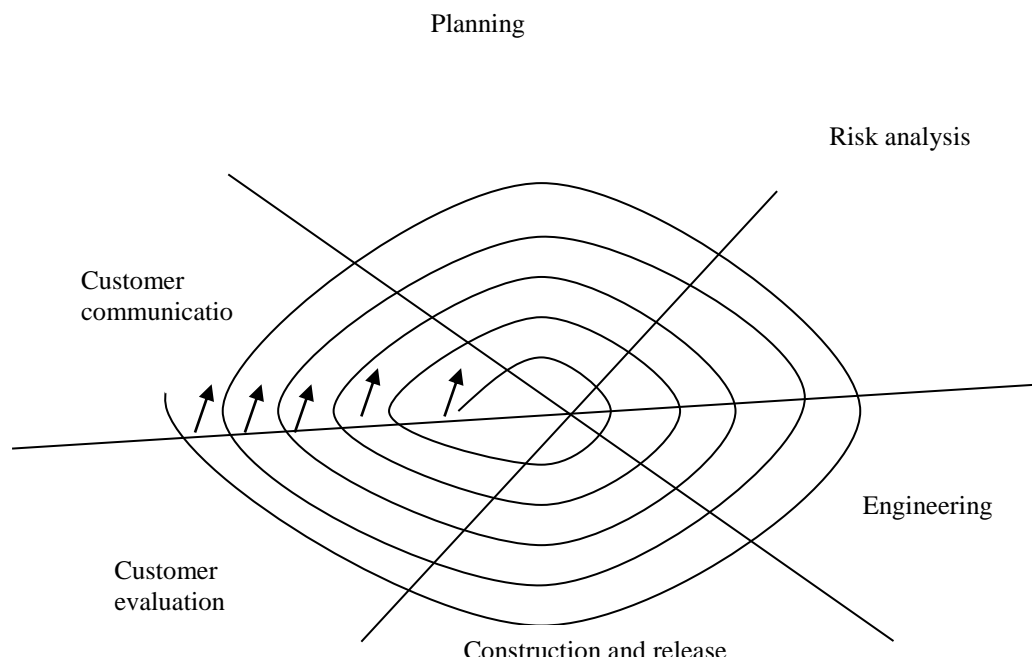 Planning
Risk analysis
Customer
communicatio
Engineering
Customer
evaluation
Construction and release